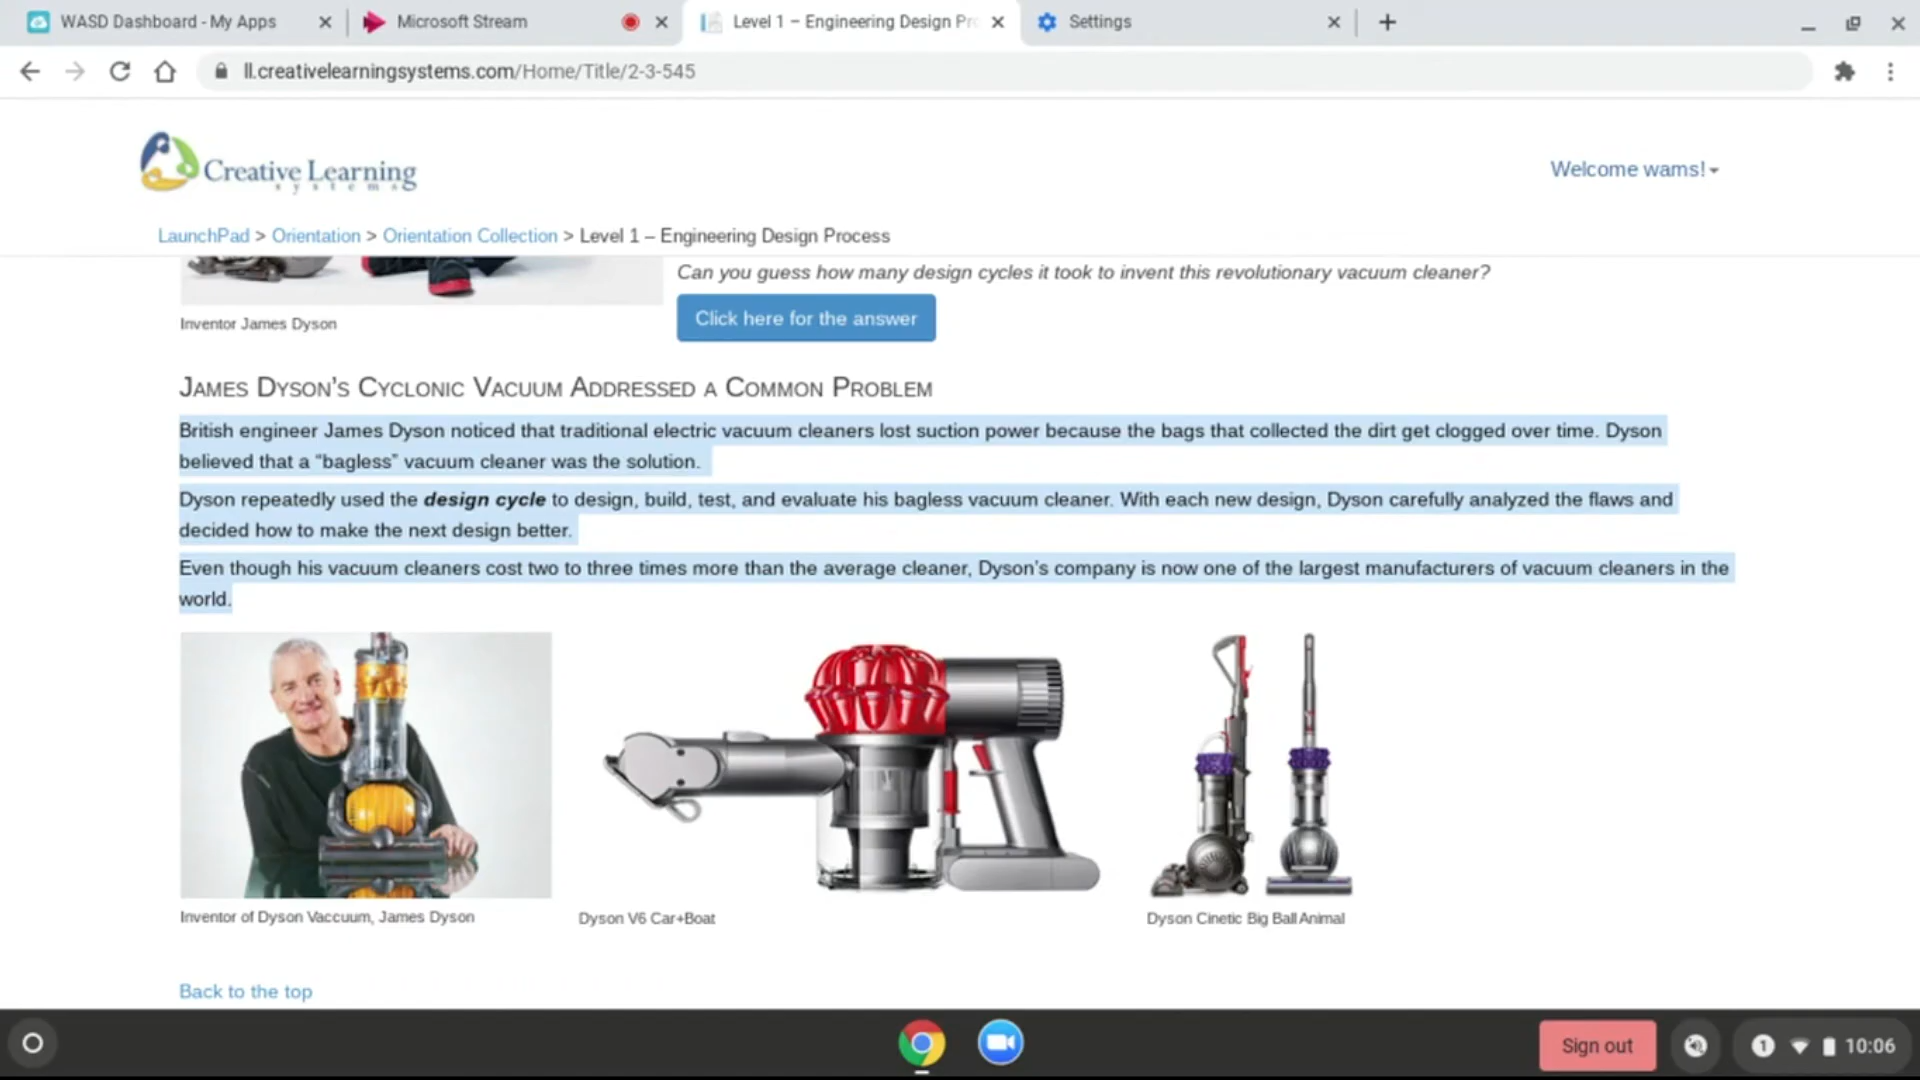 WASD Dashboard - My Apps
Microsoft Stream
Level 1 – Engineering Design Pr
Settings
ll.creativelearningsystems.com/Home/Title/2-3-545
Creative Learning
systems
Welcome wams!
LaunchPad > Orientation > Orientation Collection > Level 1 – Engineering Design Process
Can you guess how many design cycles it took to invent this revolutionary vacuum cleaner?
Click here for the answer
Inventor James Dyson
James Dyson's Cyclonic Vacuum Addressed a Common Problem
British engineer James Dyson noticed that traditional electric vacuum cleaners lost suction power because the bags that collected the dirt get clogged over time. Dyson
believed that a “bagless” vacuum cleaner was the solution.
Dyson repeatedly used the design cycle to design, build, test, and evaluate his bagless vacuum cleaner. With each new design, Dyson carefully analyzed the flaws and
decided how to make the next design better.
Even though his vacuum cleaners cost two to three times more than the average cleaner, Dyson's company is now one of the largest manufacturers of vacuum cleaners in the
world.
Inventor of Dyson Vaccuum, James Dyson
Dyson V6 Car+Boat
Dyson Cinetic Big Ball Animal
Back to the top
Sign out
1
10:06